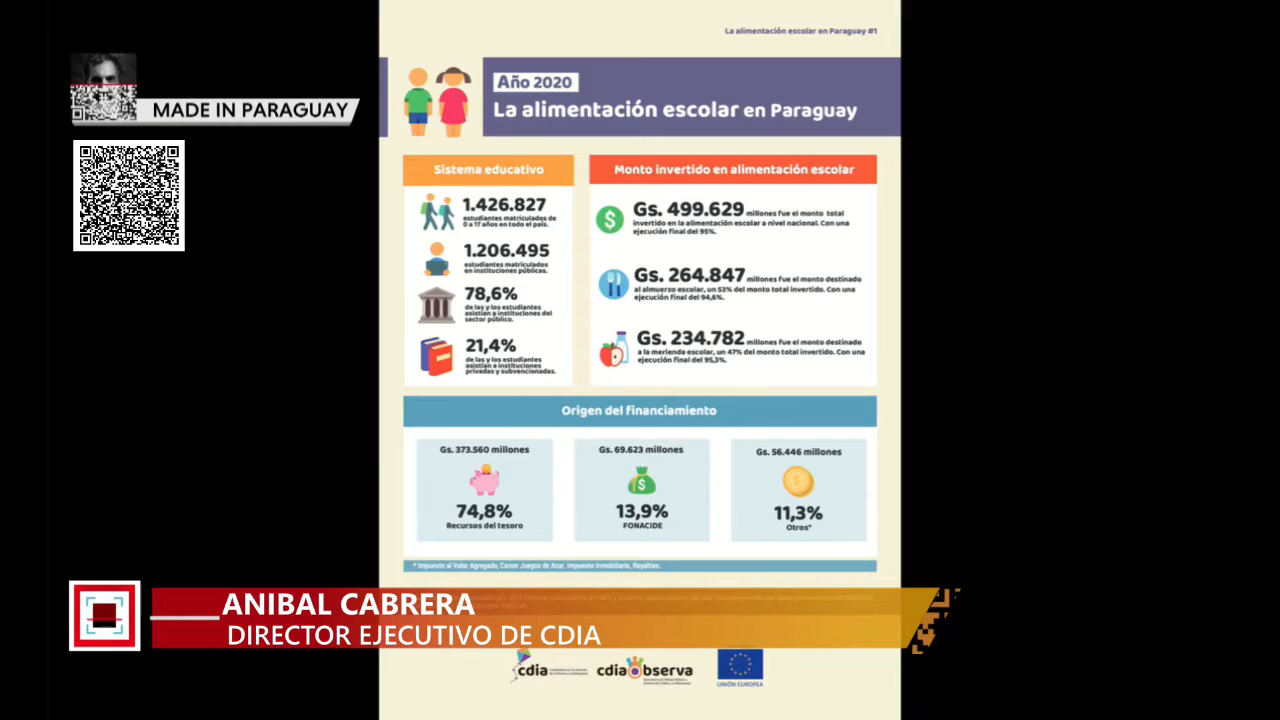 La alimentación escolar en Paraguay #1
MADE IN PARAGUAY
Año 2020
La alimentación escolar en Paraguay
Sistema educativo
1.426.827
estudiantes matriculados de
0 a 17 años en todo el país.
1.206.495
estudiantes matriculados
en instituciones públicas.
78,6%
de las y los estudiantes
asistían a instituciones del
sector público.
21,4%
de las y los estudiantes
asistían a instituciones
privadas y subvencionadas.
Monto invertido en alimentación escolar
Gs. 499.629 millones fue el monto total
invertido en la alimentación escolar a nivel nacional. Con una
ejecución final del 95%.
Gs. 264.847 millones fue el monto destinado
al almuerzo escolar, un 53% del monto total invertido. Con una
ejecución final del 94,6%.
Gs. 234.782 millones fue el monto destinado
a la merienda escolar, un 47% del monto total invertido. Con una
ejecución final del 95,3%.
Origen del financiamiento
Gs. 373.560 millones
74,8%
Recursos del tesoro
Gs. 69.623 millones
13,9%
FONACIDE
Gs. 56.446 millones
11,3%
Otros*
* Impuesto al Valor Agregado, Canon Juegos de Azar, Impuesto Inmobiliario, Royalties.
ANIBAL CABRERA
DIRECTOR EJECUTIVO DE CDIA
cdia
cdiaObserva
UNIÓN EUROPEA